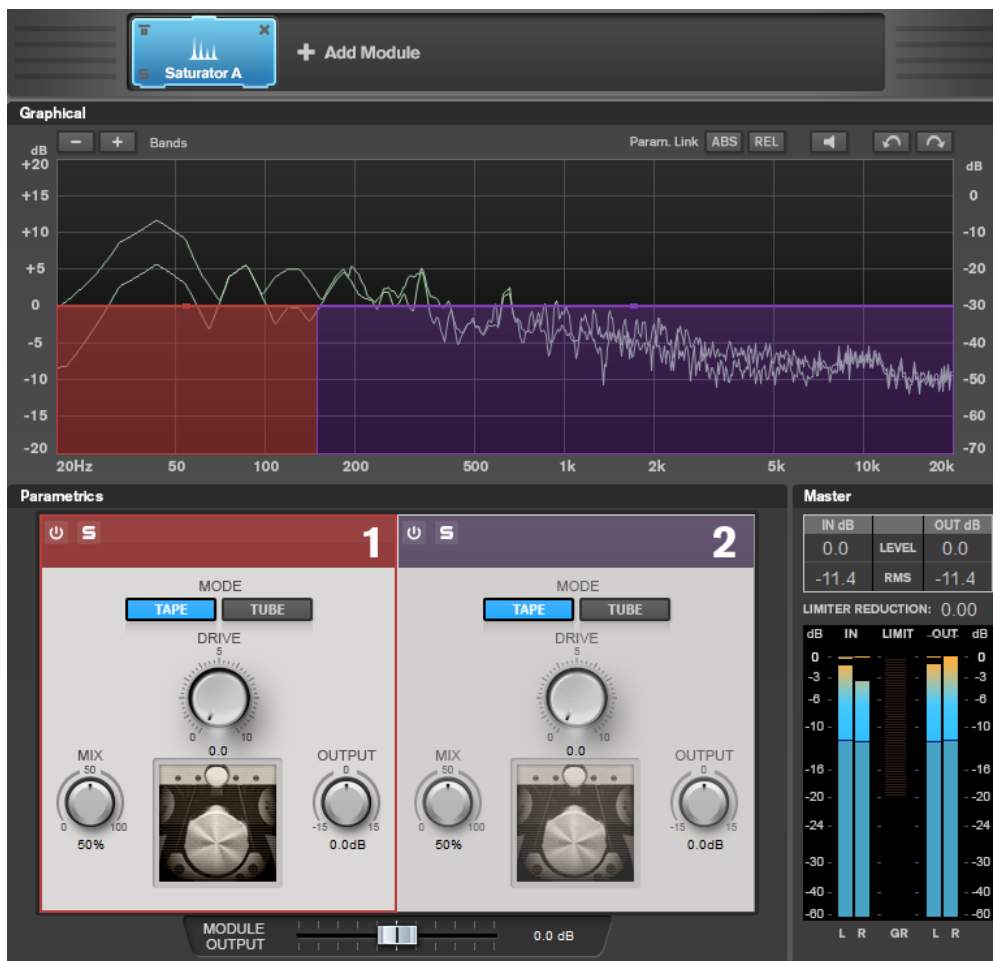 S Saturator A
+ Add Module
Graphical
- + Bands Param. Link ABS REL
dB dB
+20
+15 0
+10 -10
+5 -20
0 -30
-5 -40
-10 -50
-15 -60
-20 -70
20Hz 50 100 200 500 1k 2k 5k 10k 20k
Parametrics
S 1
MODE
TAPE TUBE
DRIVE
5
0 10
0.0
MIX
50
0 100
50%
OUTPUT
0
-15 15
0.0dB
S 2
MODE
TAPE TUBE
DRIVE
5
0 10
0.0
MIX
50
0 100
50%
OUTPUT
0
-15 15
0.0dB
MODULE
OUTPUT
0.0 dB
Master
IN dB OUT dB
0.0 LEVEL 0.0
-11.4 RMS -11.4
LIMITER REDUCTION: 0.00
dB IN LIMIT OUT dB
0 0
-3 -3
-6 -6
-10 -10
-16 -16
-20 -20
-24 -24
-30 -30
-40 -40
-60 -60
L R GR L R